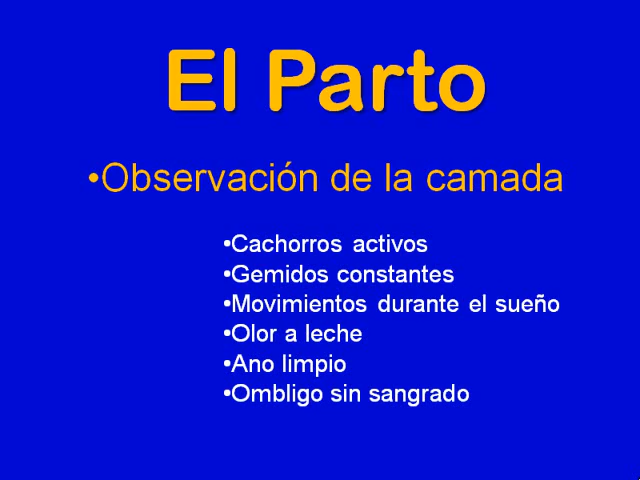 El Parto
•Observación de la camada
•Cachorros activos
•Gemidos constantes
•Movimientos durante el sueño
•Olor a leche
•Ano limpio
•Ombligo sin sangrado